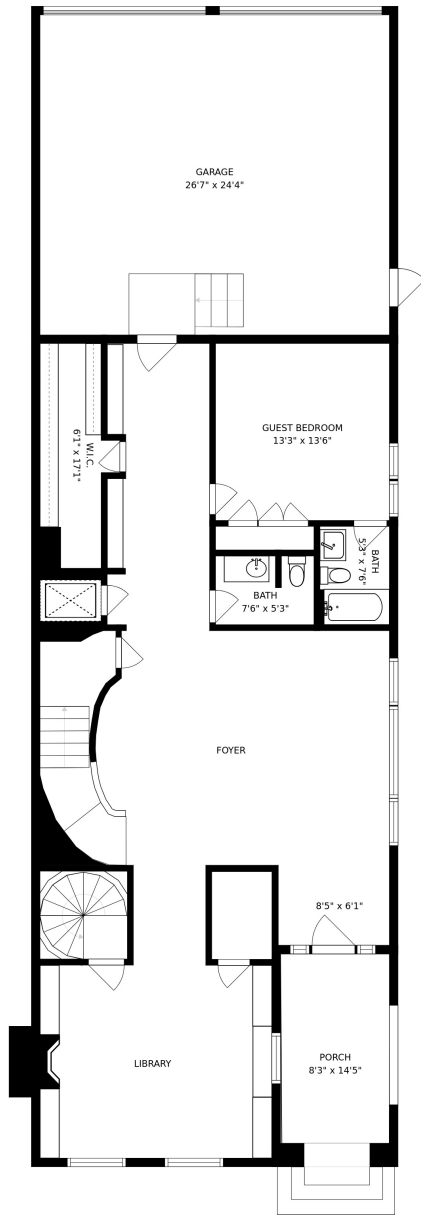 GARAGE
26'7" x 24'4"
GUEST BEDROOM
13'3" x 13'6"
W.I.C.
6'1" x 17'1"
BATH
5'3" x 7'6"
BATH
7'6" x 5'3"
FOYER
8'5" x 6'1"
LIBRARY
PORCH
8'3" x 14'5"